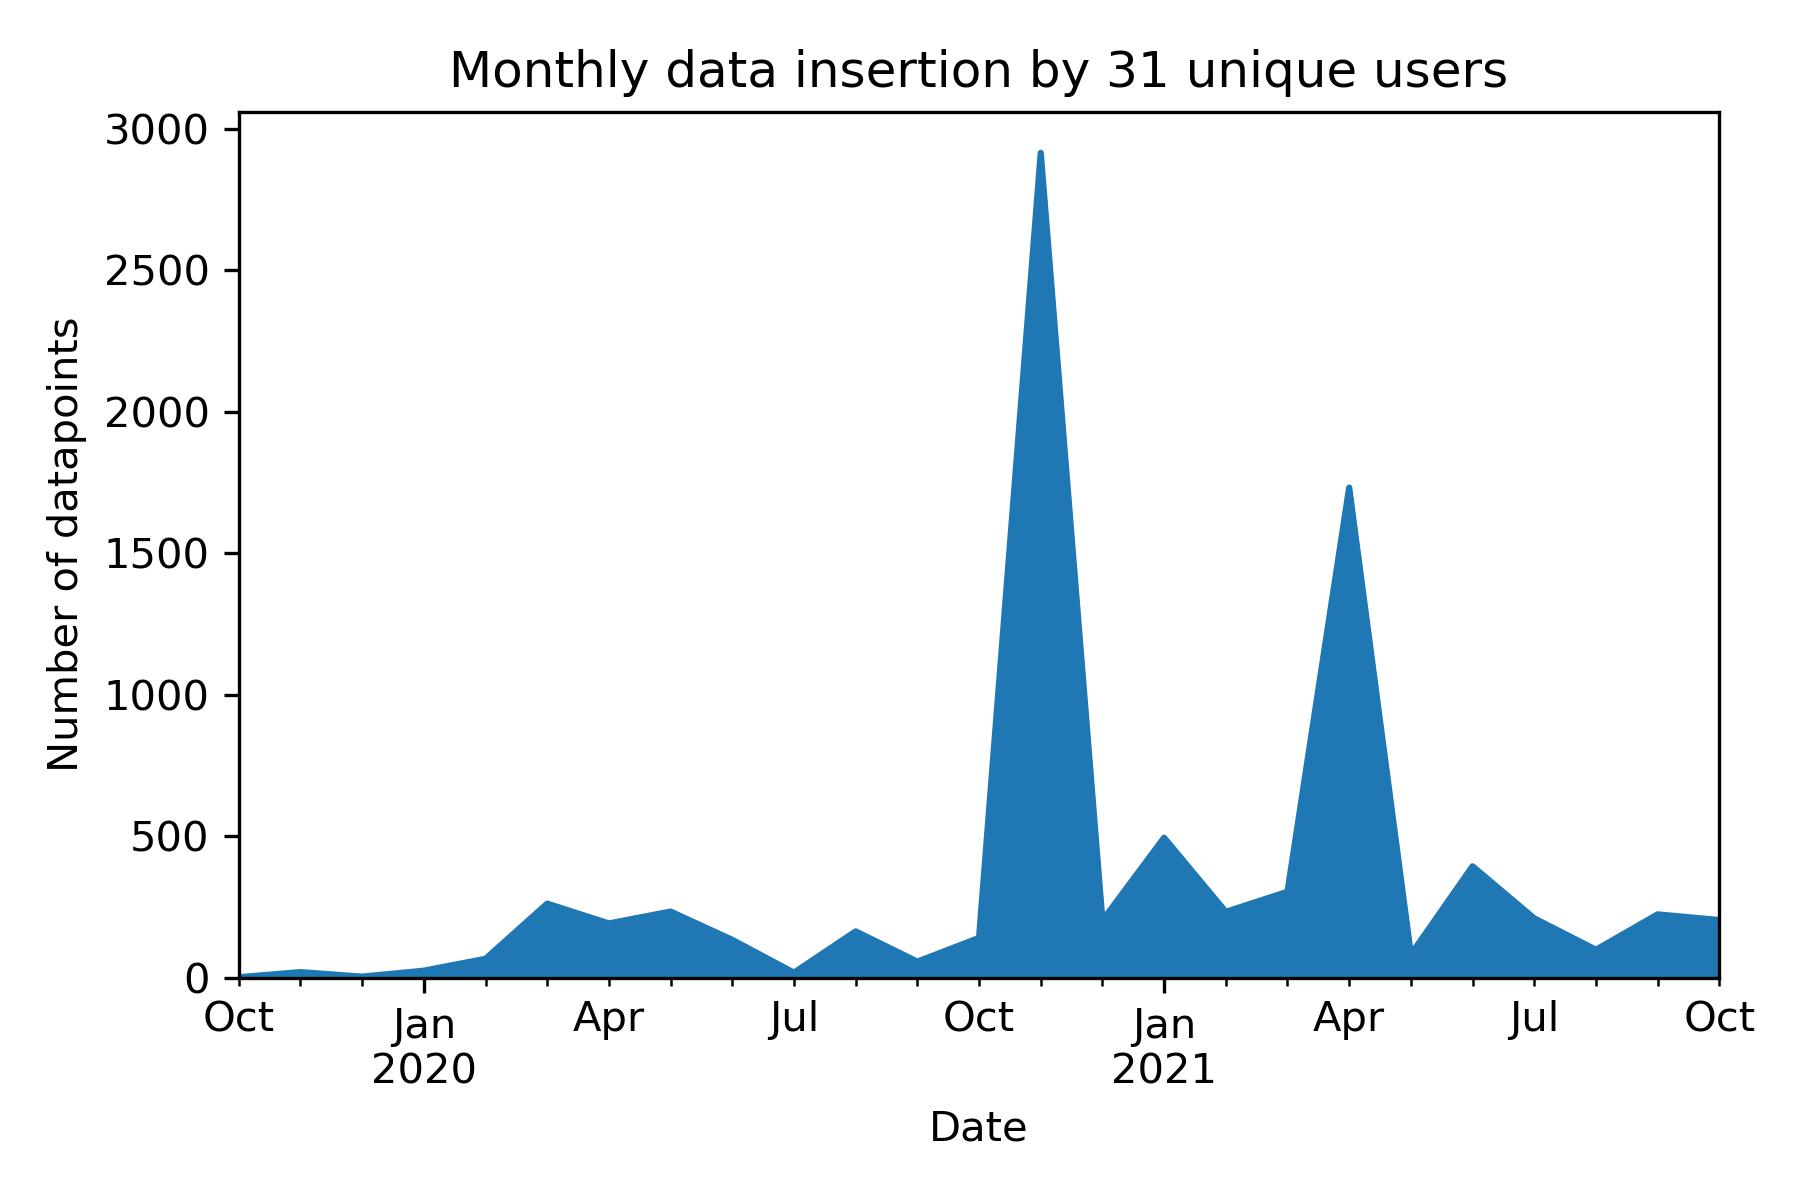 Monthly data insertion by 31 unique users
3000
2500
2000
1500
1000
500
0
Number of datapoints
Oct Jan Apr Jul Oct Jan Apr Jul Oct
2020 2021
Date